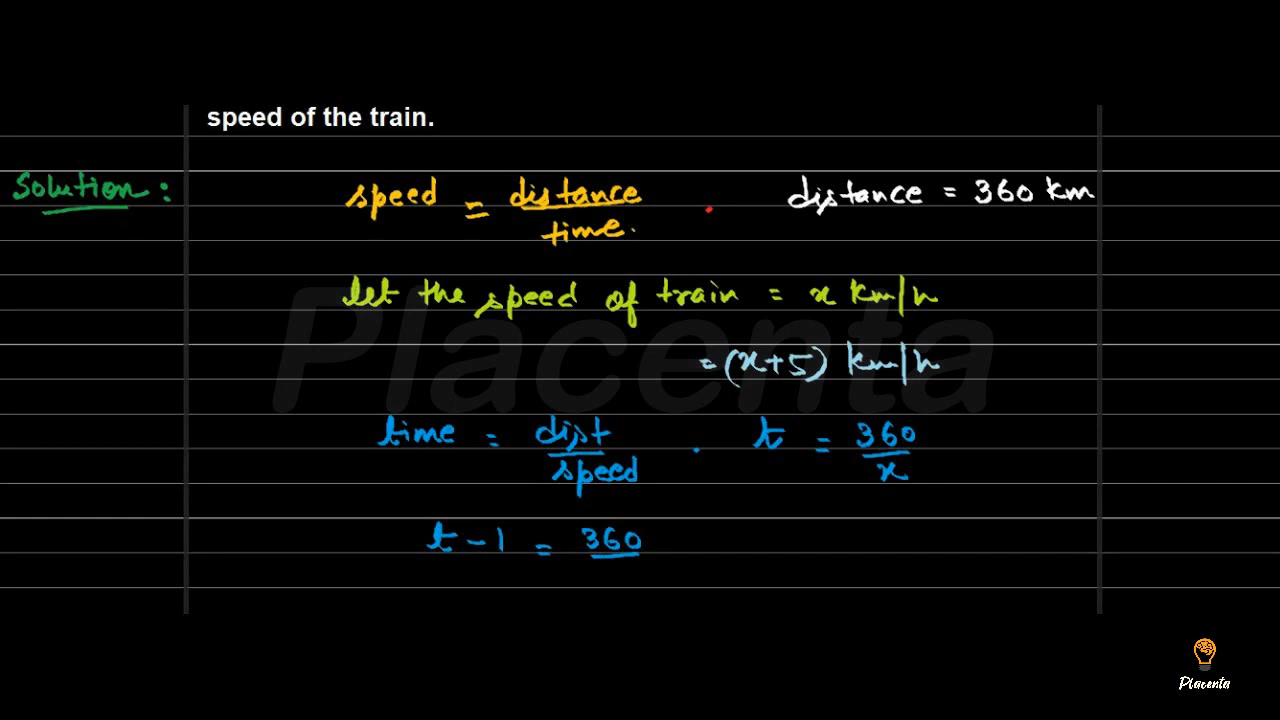 speed of the train.
Solution: speed = distance/time. distance = 360 km
let the speed of train = x km/h
= (x+5) km/h
time = dist/speed . t = 360/x
t - 1 = 360
Placenta
Placenta